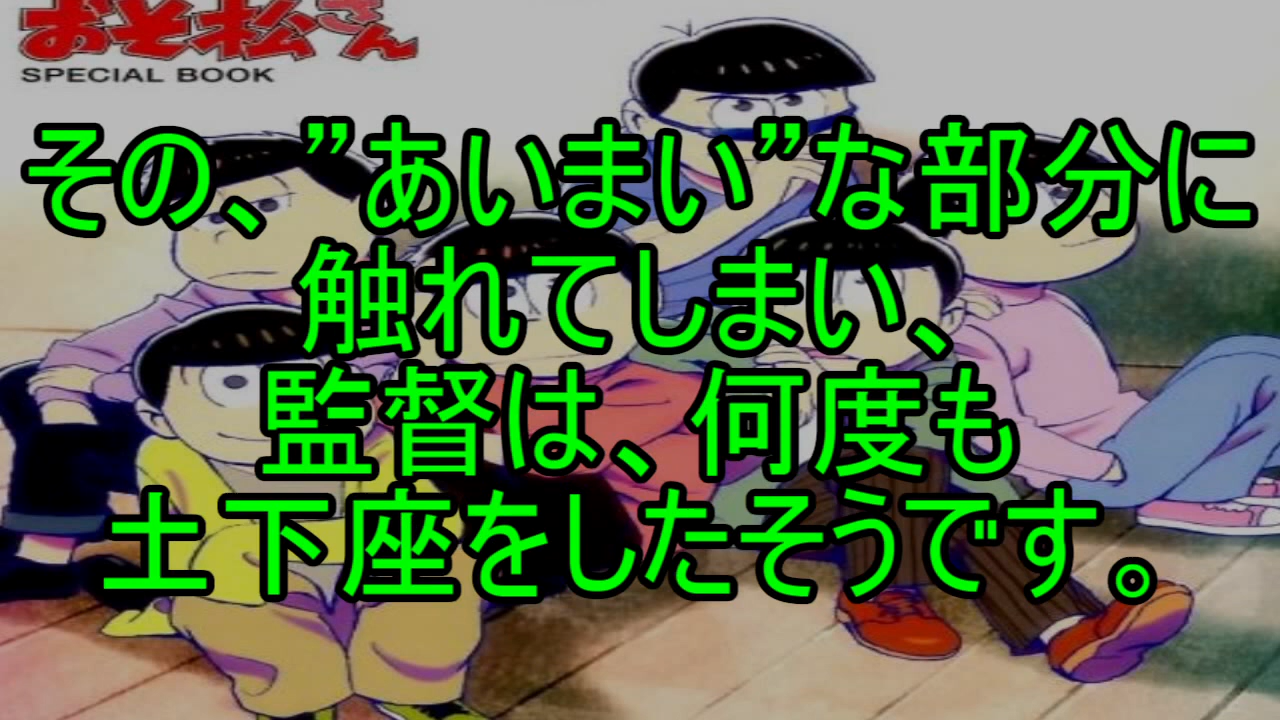 おそ松さん
SPECIAL BOOK
その、”あいまい”な部分に
触れてしまい、
監督は、何度も
土下座をしたそうです。